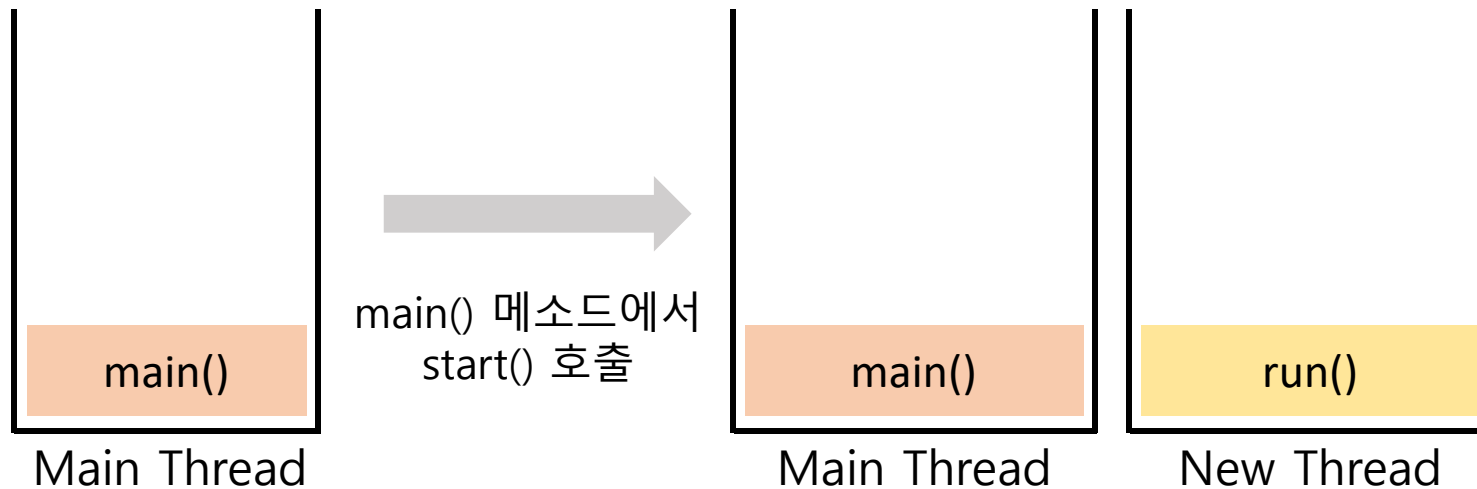 main()
Main Thread
main() 메소드에서
start() 호출
main()
Main Thread
run()
New Thread